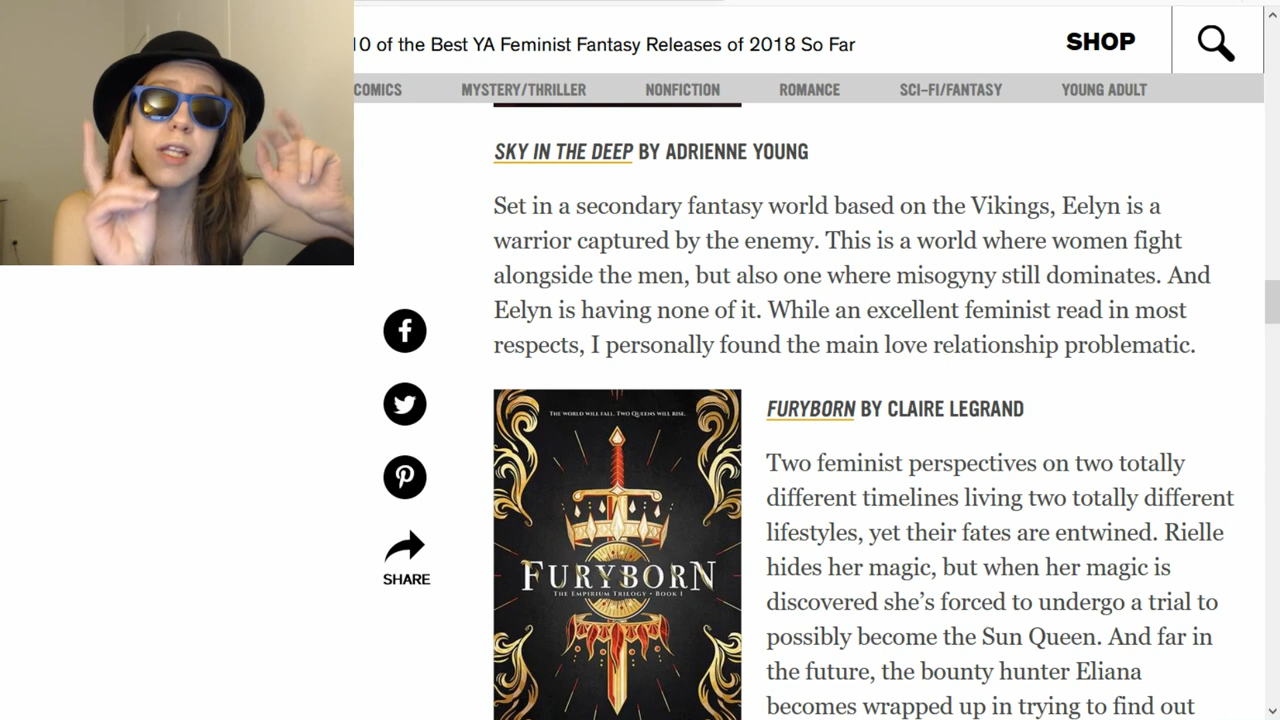 10 of the Best YA Feminist Fantasy Releases of 2018 So Far
SHOP
COMICS MYSTERY/THRILLER NONFICTION ROMANCE SCI-FI/FANTASY YOUNG ADULT
SKY IN THE DEEP BY ADRIENNE YOUNG
Set in a secondary fantasy world based on the Vikings, Eelyn is a
warrior captured by the enemy. This is a world where women fight
alongside the men, but also one where misogyny still dominates. And
Eelyn is having none of it. While an excellent feminist read in most
respects, I personally found the main love relationship problematic.
SHARE
THE WORLD WILL FALL. TWO QUEENS WILL RISE.
FURYBORN
THE EMPIRIUM TRILOGY • BOOK I
FURYBORN BY CLAIRE LEGRAND
Two feminist perspectives on two totally
different timelines living two totally different
lifestyles, yet their fates are entwined. Rielle
hides her magic, but when her magic is
discovered she's forced to undergo a trial to
possibly become the Sun Queen. And far in
the future, the bounty hunter Eliana
becomes wrapped up in trying to find out